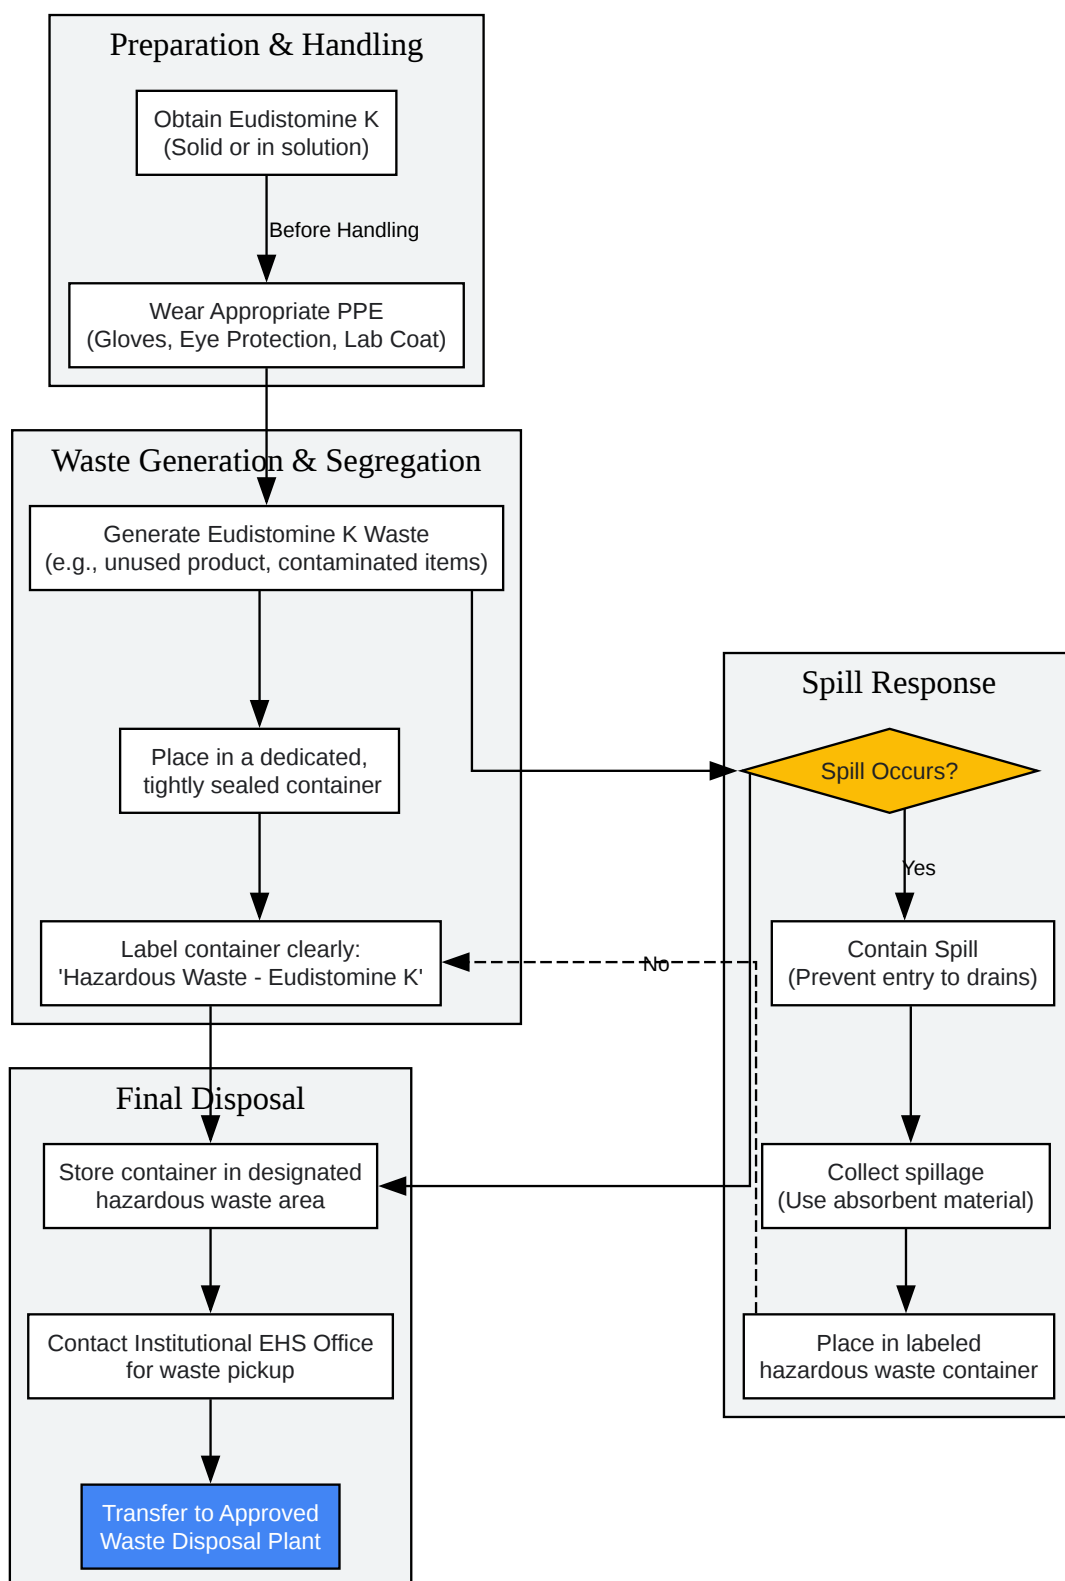 Preparation & Handling
Obtain Eudistomine K
(Solid or in solution)
Before Handling
Wear Appropriate PPE
(Gloves, Eye Protection, Lab Coat)
Waste Generation & Segregation
Generate Eudistomine K Waste
(e.g., unused product, contaminated items)
Place in a dedicated,
tightly sealed container
Label container clearly:
'Hazardous Waste - Eudistomine K'
Spill Response
Spill Occurs?
Yes
No
Contain Spill
(Prevent entry to drains)
Collect spillage
(Use absorbent material)
Place in labeled
hazardous waste container
Final Disposal
Store container in designated
hazardous waste area
Contact Institutional EHS Office
for waste pickup
Transfer to Approved
Waste Disposal Plant